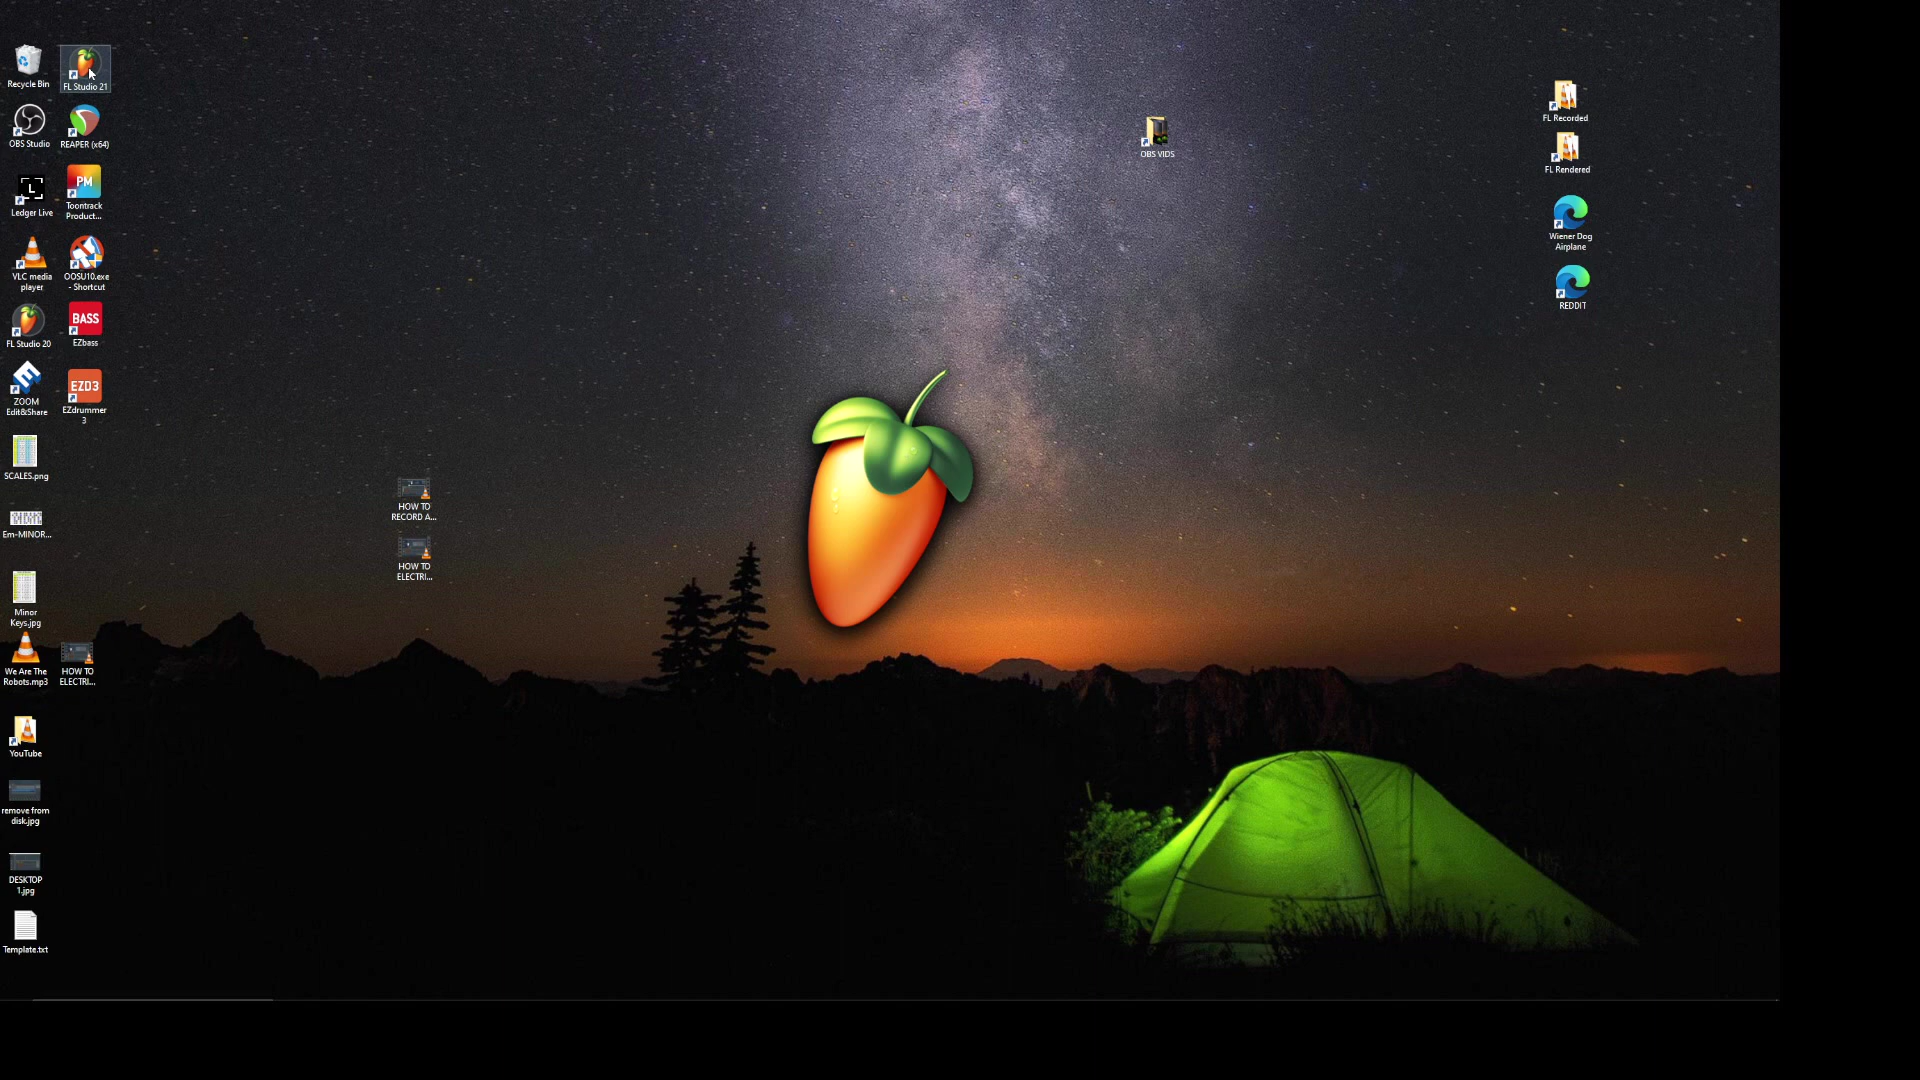 Recycle Bin
FL Studio 21
OBS Studio
REAPER (x64)
L
Ledger Live
PM
Toontrack
Product...
VLC media
player
OOSU10.exe
- Shortcut
FL Studio 20
BASS
EZbass
ZOOM
Edit&Share
EZD3
EZdrummer
3
SCALES.png
Em-MINOR...
Minor
Keys.jpg
We Are The
Robots.mp3
HOW TO
ELECTRI...
YouTube
remove from
disk.jpg
DESKTOP
1.jpg
Template.txt
HOW TO
RECORD A...
HOW TO
ELECTRI...
OBS VIDS
FL Recorded
FL Rendered
Wiener Dog
Airplane
REDDIT